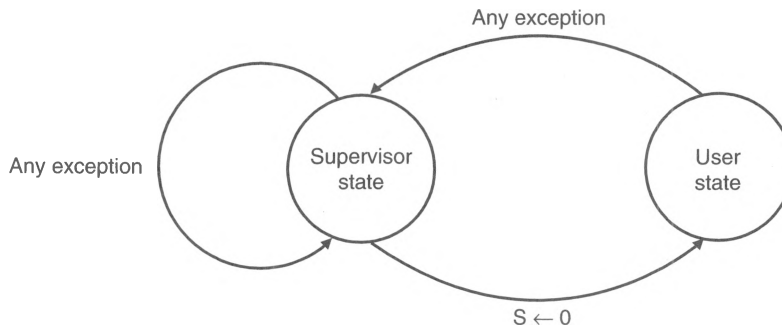 Any exception
Any exception
Supervisor
state
User
state
S ← 0